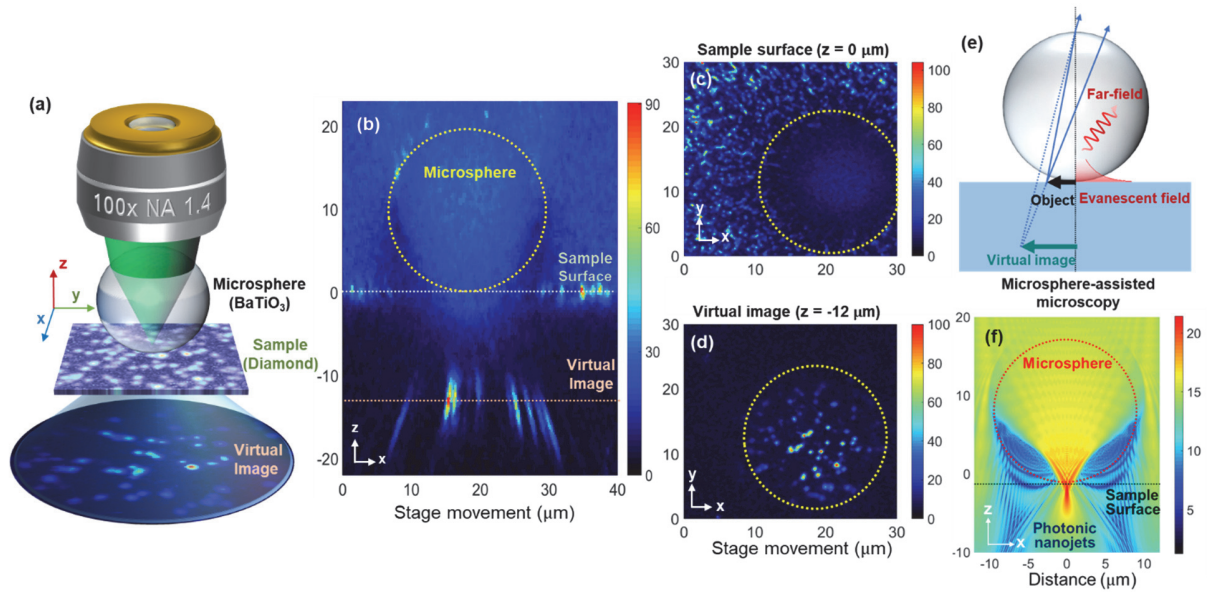 (a)
100x NA 1.4
z
y
x
Microsphere
(BaTiO3)
Sample
(Diamond)
Virtual
Image
(b)
Microsphere
Sample
Surface
Virtual
Image
z
x
20
10
0
-10
-20
0
10
20
30
40
Stage movement (μm)
90
60
30
0
Sample surface (z = 0 μm)
(c)
y
x
30
20
10
0
0
10
20
30
100
80
60
40
20
0
Virtual image (z = -12 μm)
(d)
y
x
30
20
10
0
0
10
20
30
Stage movement (μm)
100
80
60
40
20
0
(e)
Far-field
Object
Evanescent field
Virtual image
Microsphere-assisted
microscopy
(f)
Microsphere
Sample
Surface
Photonic
nanojets
z
x
20
10
0
-10
-5
0
5
10
Distance (μm)
20
15
10
5